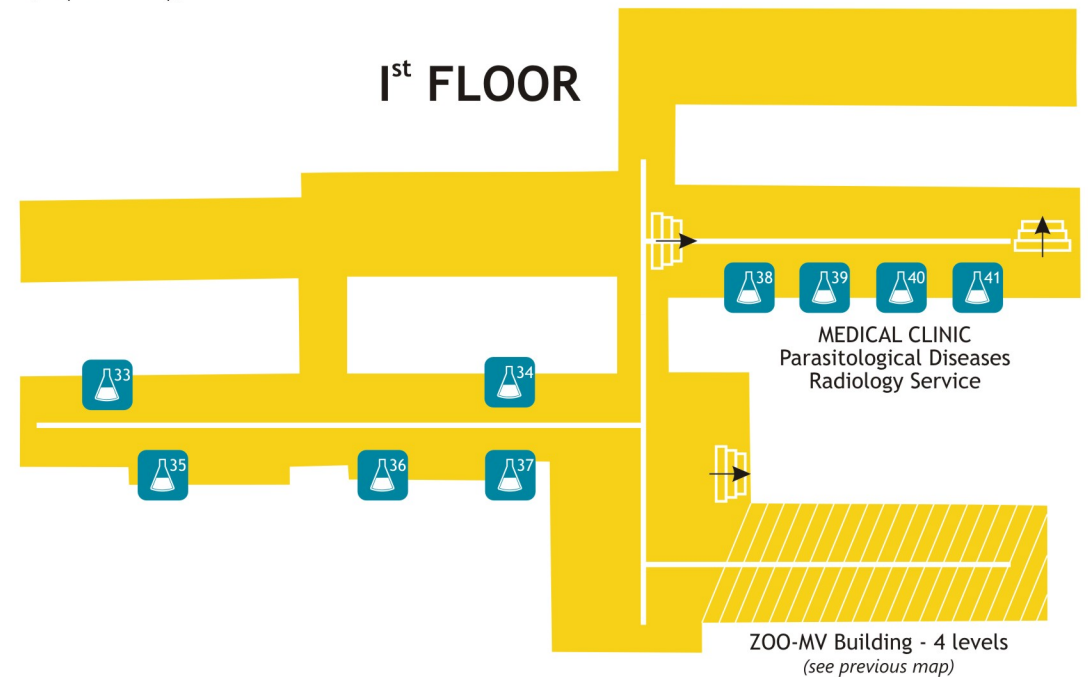 Iˢᵗ FLOOR
38 39 40 41
MEDICAL CLINIC
Parasitological Diseases
Radiology Service
33 34
35 36 37
ZOO-MV Building - 4 levels
(see previous map)